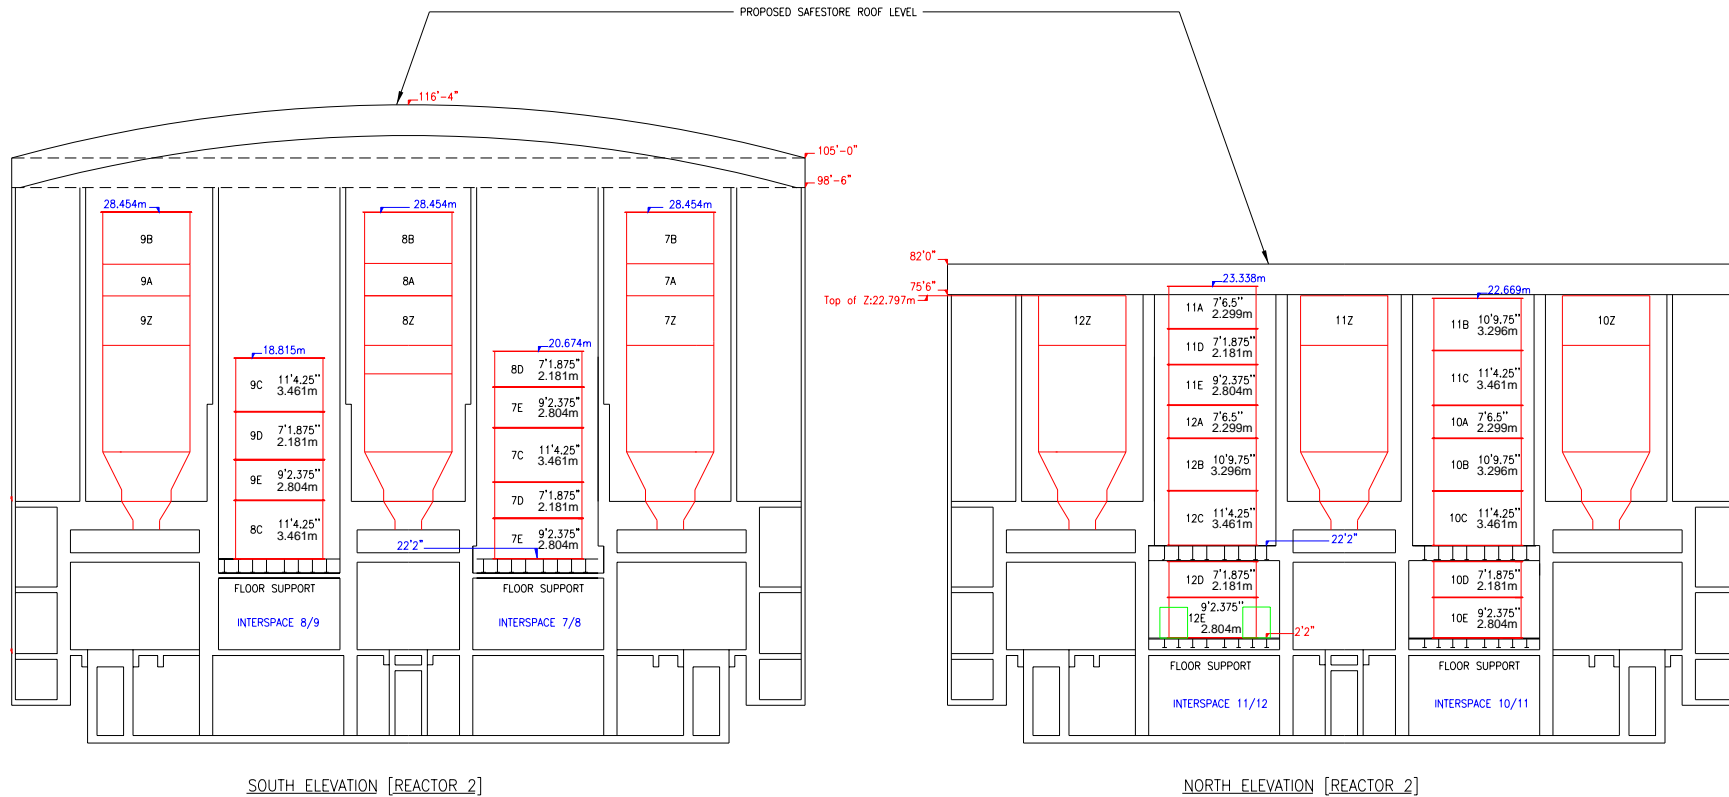 PROPOSED SAFESTORE ROOF LEVEL
116'-4"
105'-0"
98'-6"
28.454m
28.454m
28.454m
9B
8B
7B
9A
8A
7A
9Z
8Z
7Z
18.815m
20.674m
9C 11'4.25''
3.461m
9D 7'1.875''
2.181m
9E 9'2.375''
2.804m
8C 11'4.25''
3.461m
8D 7'1.875''
2.181m
7E 9'2.375''
2.804m
7C 11'4.25''
3.461m
7D 7'1.875''
2.181m
7E 9'2.375''
2.804m
22'2"
FLOOR SUPPORT
FLOOR SUPPORT
INTERSPACE 8/9
INTERSPACE 7/8
SOUTH ELEVATION [REACTOR 2]
82'0"
75'6"
Top of Z:22.797m
23.338m
22.669m
12Z
11Z
10Z
11A 7'6.5''
2.299m
11D 7'1.875''
2.181m
11E 9'2.375''
2.804m
12A 7'6.5''
2.299m
12B 10'9.75''
3.296m
12C 11'4.25''
3.461m
22'2"
12D 7'1.875''
2.181m
12E 9'2.375''
2.804m
2'2"
11B 10'9.75''
3.296m
11C 11'4.25''
3.461m
10A 7'6.5''
2.299m
10B 10'9.75''
3.296m
10C 11'4.25''
3.461m
10D 7'1.875''
2.181m
10E 9'2.375''
2.804m
FLOOR SUPPORT
FLOOR SUPPORT
INTERSPACE 11/12
INTERSPACE 10/11
NORTH ELEVATION [REACTOR 2]